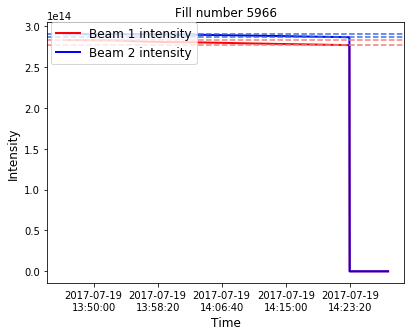 Fill number 5966
1e14
Beam 1 intensity
Beam 2 intensity
3.0
2.5
2.0
1.5
1.0
0.5
0.0
Intensity
2017-07-19 2017-07-19 2017-07-19 2017-07-19 2017-07-19
13:50:00 13:58:20 14:06:40 14:15:00 14:23:20
Time